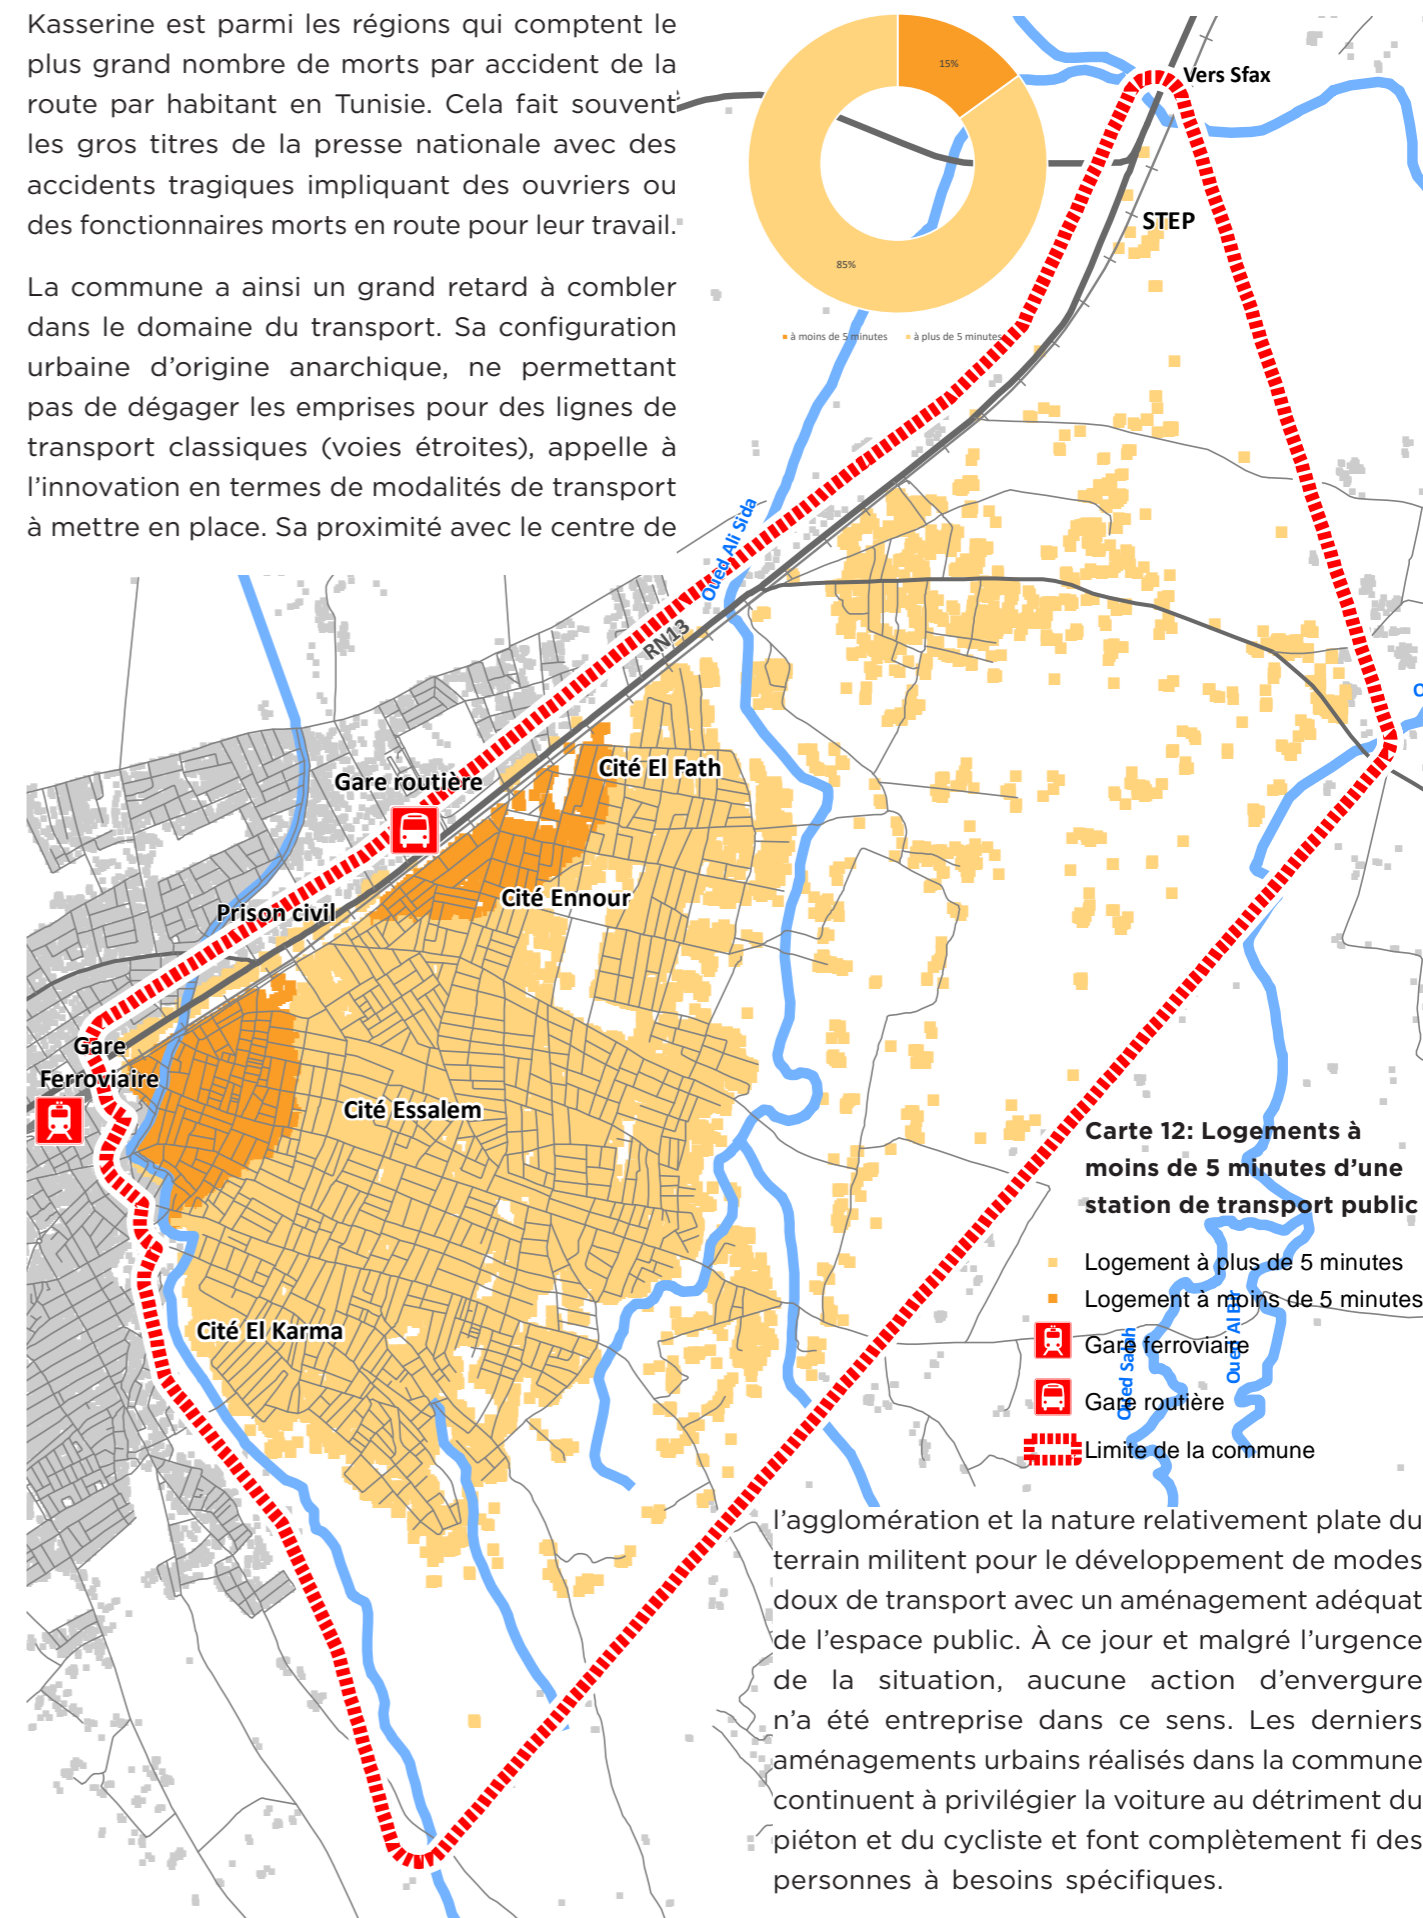 Kasserine est parmi les régions qui comptent le
plus grand nombre de morts par accident de la
route par habitant en Tunisie. Cela fait souvent
les gros titres de la presse nationale avec des
accidents tragiques impliquant des ouvriers ou
des fonctionnaires morts en route pour leur travail.
La commune a ainsi un grand retard à combler
dans le domaine du transport. Sa configuration
urbaine d'origine anarchique, ne permettant
pas de dégager les emprises pour des lignes de
transport classiques (voies étroites), appelle à
l'innovation en termes de modalités de transport
à mettre en place. Sa proximité avec le centre de
15%
85%
à moins de 5 minutes
à plus de 5 minutes
Vers Sfax
STEP
Oued Ali Sida
RN13
Cité El Fath
Gare routière
Cité Ennour
Prison civil
Gare
Ferroviaire
Cité Essalem
Cité El Karma
Carte 12: Logements à
moins de 5 minutes d'une
station de transport public
Logement à plus de 5 minutes
Logement à moins de 5 minutes
Gare ferroviaire
Gare routière
Limite de la commune
l'agglomération et la nature relativement plate du
terrain militent pour le développement de modes
doux de transport avec un aménagement adéquat
de l'espace public. À ce jour et malgré l'urgence
de la situation, aucune action d'envergure
n'a été entreprise dans ce sens. Les derniers
aménagements urbains réalisés dans la commune
continuent à privilégier la voiture au détriment du
piéton et du cycliste et font complètement fi des
personnes à besoins spécifiques.